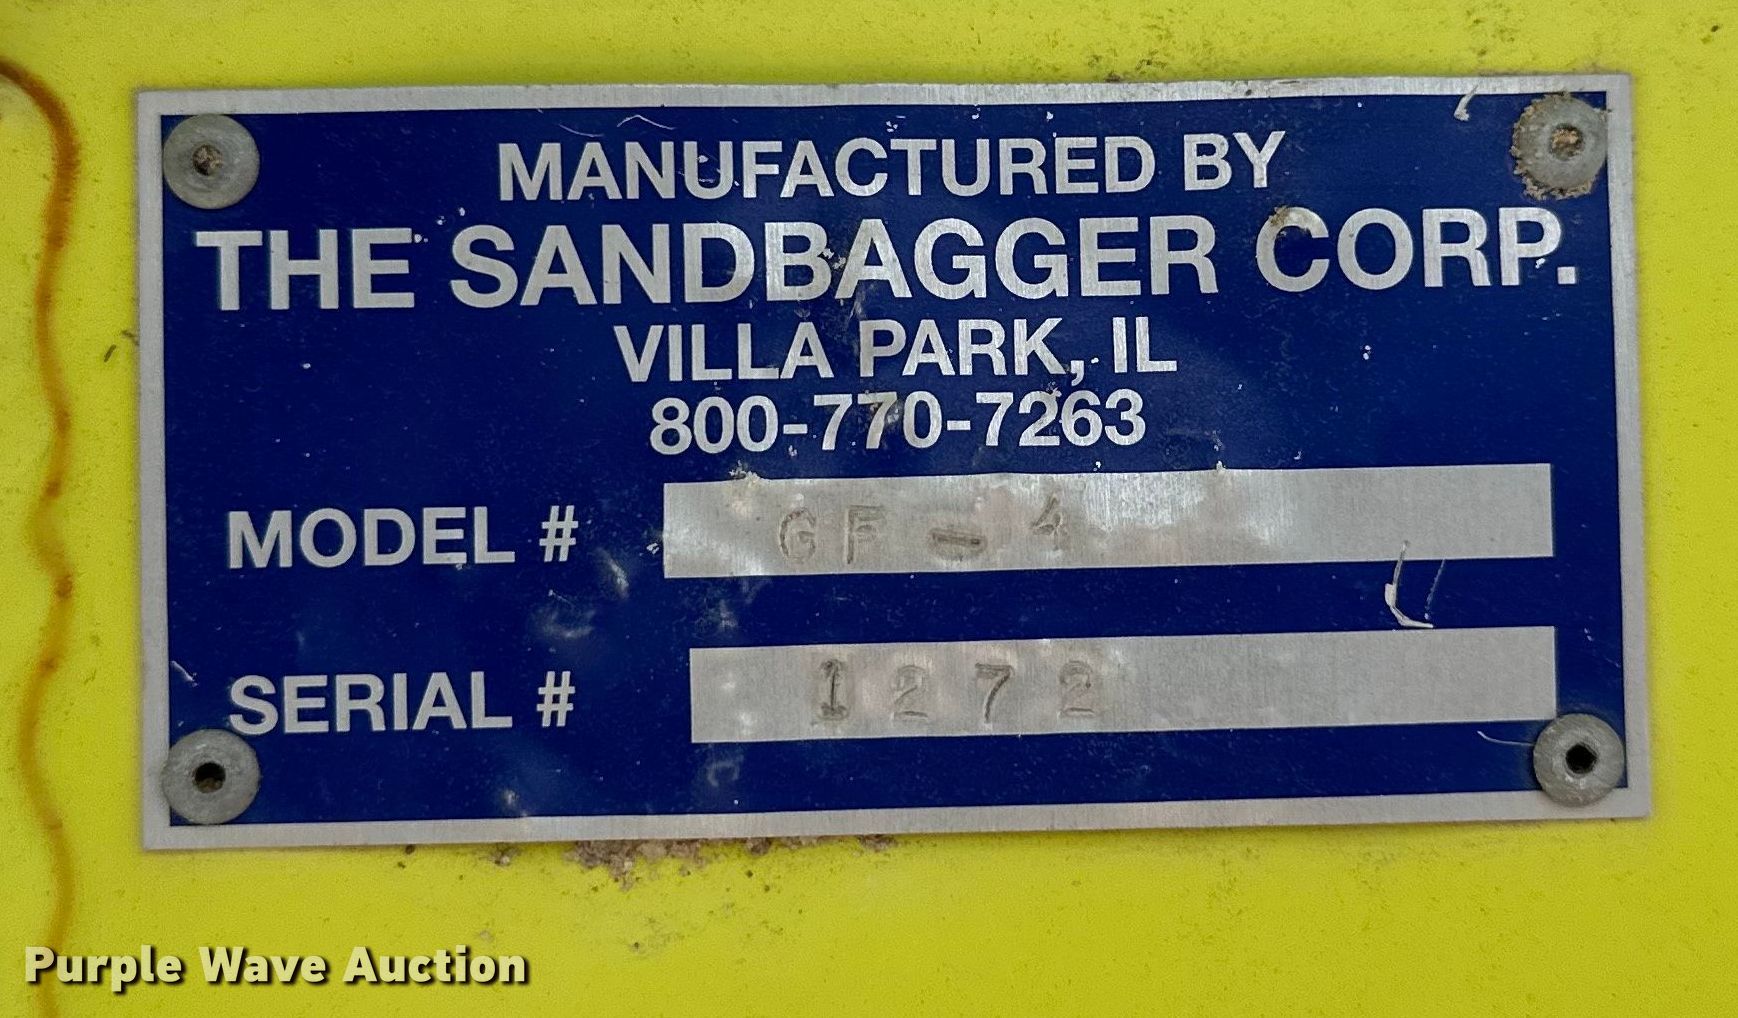 MANUFACTURED BY
THE SANDBAGGER CORP.
VILLA PARK, IL
800-770-7263
MODEL # GF-4
SERIAL # 1272
Purple Wave Auction